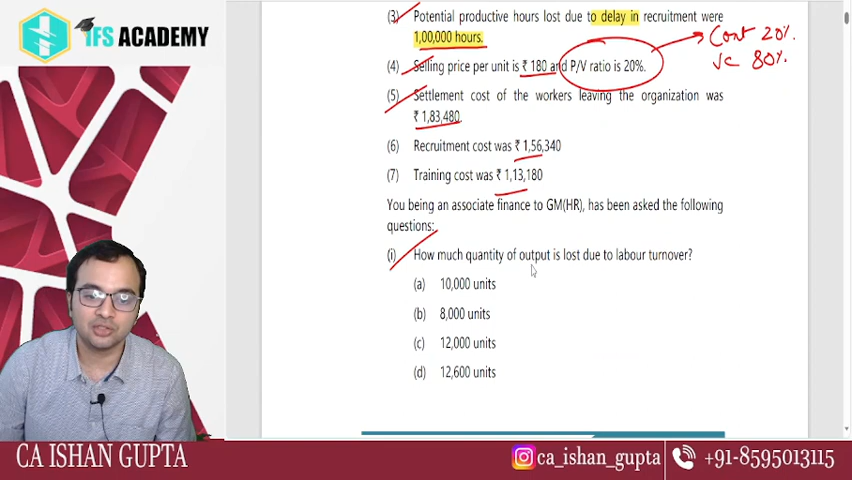 IFS ACADEMY
(3) Potential productive hours lost due to delay in recruitment were
1,00,000 hours.
(4) Selling price per unit is ₹ 180 and P/V ratio is 20%.
Cont 20%.
VC 80%.
(5) Settlement cost of the workers leaving the organization was
₹ 1,83,480.
(6) Recruitment cost was ₹ 1,56,340
(7) Training cost was ₹ 1,13,180
You being an associate finance to GM(HR), has been asked the following
questions:
(i) How much quantity of output is lost due to labour turnover?
(a) 10,000 units
(b) 8,000 units
(c) 12,000 units
(d) 12,600 units
CA ISHAN GUPTA
ca_ishan_gupta
+91-8595013115